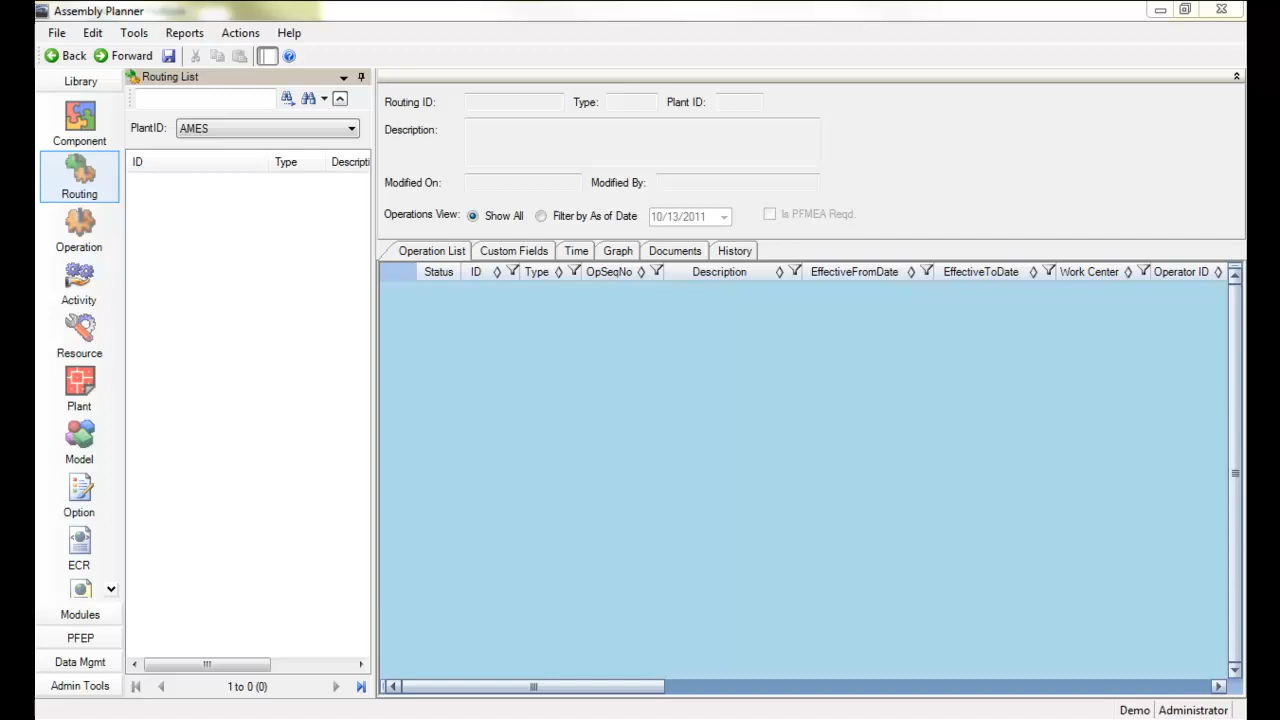 Assembly Planner
File Edit Tools Reports Actions Help
Back Forward
Library
Component
Routing
Operation
Activity
Resource
Plant
Model
Option
ECR
Modules
PFEP
Data Mgmt
Admin Tools
Routing List
PlantID: AMES
ID Type Descripti
1 to 0 (0)
Routing ID: Type: Plant ID:
Description:
Modified On: Modified By:
Operations View: Show All Filter by As of Date 10/13/2011 Is PFMEA Reqd.
Operation List Custom Fields Time Graph Documents History
Status ID Type OpSeqNo Description EffectiveFromDate EffectiveToDate Work Center Operator ID
Demo Administrator